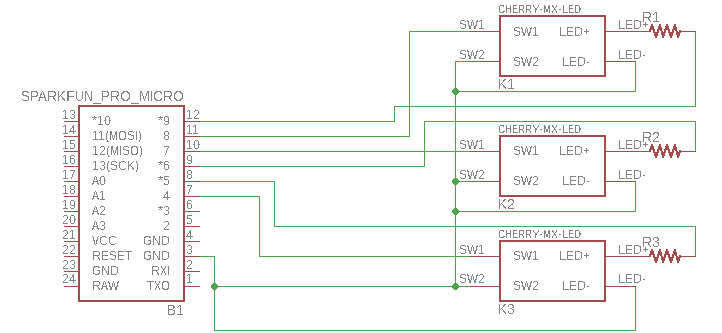 CHERRY-MX-LED
SW1 SW1 LED+ LED+ R1
SW2 SW2 LED- LED-
K1
SPARKFUN_PRO_MICRO
13 *10 *9 12
14 11(MOSI) 8 11
15 12(MISO) 7 10
16 13(SCK) *6 9
17 A0 *5 8
18 A1 4 7
19 A2 *3 6
20 A3 2 5
21 VCC GND 4
22 RESET GND 3
23 GND RXI 2
24 RAW TXO 1
B1
CHERRY-MX-LED
SW1 SW1 LED+ LED+ R2
SW2 SW2 LED- LED-
K2
CHERRY-MX-LED
SW1 SW1 LED+ LED+ R3
SW2 SW2 LED- LED-
K3